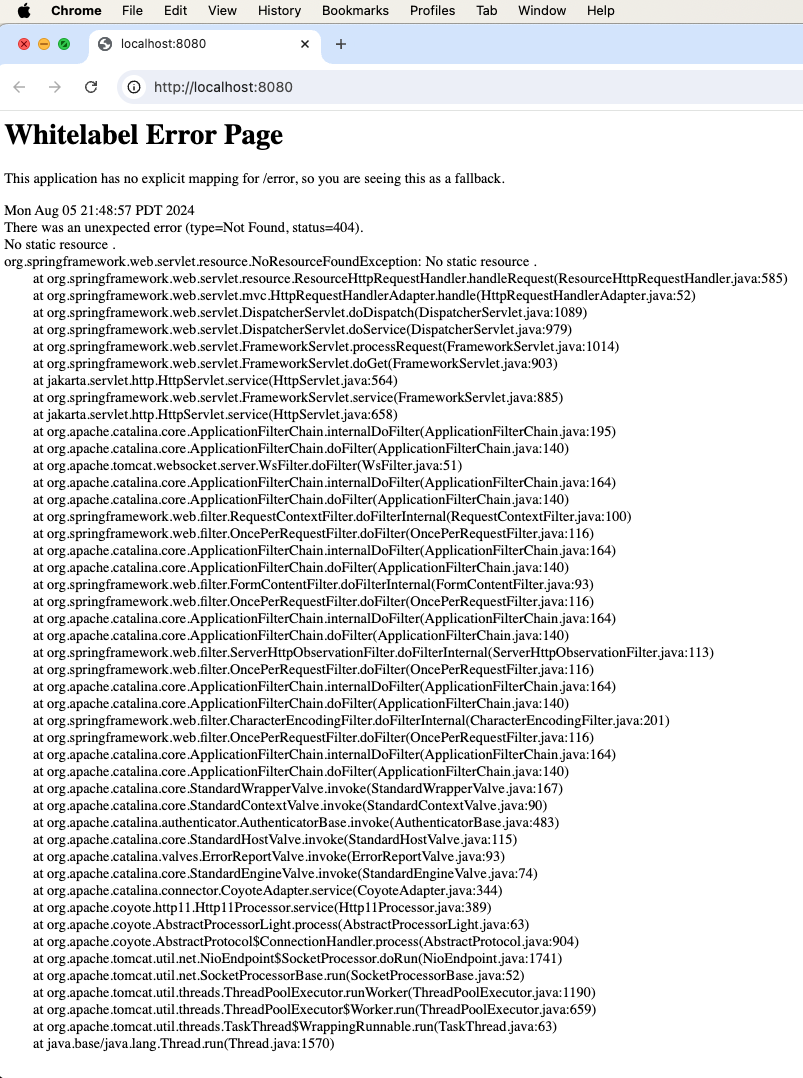 Chrome File Edit View History Bookmarks Profiles Tab Window Help
localhost:8080
http://localhost:8080
Whitelabel Error Page
This application has no explicit mapping for /error, so you are seeing this as a fallback.
Mon Aug 05 21:48:57 PDT 2024
There was an unexpected error (type=Not Found, status=404).
No static resource .
org.springframework.web.servlet.resource.NoResourceFoundException: No static resource .
at org.springframework.web.servlet.resource.ResourceHttpRequestHandler.handleRequest(ResourceHttpRequestHandler.java:585)
at org.springframework.web.servlet.mvc.HttpRequestHandlerAdapter.handle(HttpRequestHandlerAdapter.java:52)
at org.springframework.web.servlet.DispatcherServlet.doDispatch(DispatcherServlet.java:1089)
at org.springframework.web.servlet.DispatcherServlet.doService(DispatcherServlet.java:979)
at org.springframework.web.servlet.FrameworkServlet.processRequest(FrameworkServlet.java:1014)
at org.springframework.web.servlet.FrameworkServlet.doGet(FrameworkServlet.java:903)
at jakarta.servlet.http.HttpServlet.service(HttpServlet.java:564)
at org.springframework.web.servlet.FrameworkServlet.service(FrameworkServlet.java:885)
at jakarta.servlet.http.HttpServlet.service(HttpServlet.java:658)
at org.apache.catalina.core.ApplicationFilterChain.internalDoFilter(ApplicationFilterChain.java:195)
at org.apache.catalina.core.ApplicationFilterChain.doFilter(ApplicationFilterChain.java:140)
at org.apache.tomcat.websocket.server.WsFilter.doFilter(WsFilter.java:51)
at org.apache.catalina.core.ApplicationFilterChain.internalDoFilter(ApplicationFilterChain.java:164)
at org.apache.catalina.core.ApplicationFilterChain.doFilter(ApplicationFilterChain.java:140)
at org.springframework.web.filter.RequestContextFilter.doFilterInternal(RequestContextFilter.java:100)
at org.springframework.web.filter.OncePerRequestFilter.doFilter(OncePerRequestFilter.java:116)
at org.apache.catalina.core.ApplicationFilterChain.internalDoFilter(ApplicationFilterChain.java:164)
at org.apache.catalina.core.ApplicationFilterChain.doFilter(ApplicationFilterChain.java:140)
at org.springframework.web.filter.FormContentFilter.doFilterInternal(FormContentFilter.java:93)
at org.springframework.web.filter.OncePerRequestFilter.doFilter(OncePerRequestFilter.java:116)
at org.apache.catalina.core.ApplicationFilterChain.internalDoFilter(ApplicationFilterChain.java:164)
at org.apache.catalina.core.ApplicationFilterChain.doFilter(ApplicationFilterChain.java:140)
at org.springframework.web.filter.ServerHttpObservationFilter.doFilterInternal(ServerHttpObservationFilter.java:113)
at org.springframework.web.filter.OncePerRequestFilter.doFilter(OncePerRequestFilter.java:116)
at org.apache.catalina.core.ApplicationFilterChain.internalDoFilter(ApplicationFilterChain.java:164)
at org.apache.catalina.core.ApplicationFilterChain.doFilter(ApplicationFilterChain.java:140)
at org.springframework.web.filter.CharacterEncodingFilter.doFilterInternal(CharacterEncodingFilter.java:201)
at org.springframework.web.filter.OncePerRequestFilter.doFilter(OncePerRequestFilter.java:116)
at org.apache.catalina.core.ApplicationFilterChain.internalDoFilter(ApplicationFilterChain.java:164)
at org.apache.catalina.core.ApplicationFilterChain.doFilter(ApplicationFilterChain.java:140)
at org.apache.catalina.core.StandardWrapperValve.invoke(StandardWrapperValve.java:167)
at org.apache.catalina.core.StandardContextValve.invoke(StandardContextValve.java:90)
at org.apache.catalina.authenticator.AuthenticatorBase.invoke(AuthenticatorBase.java:483)
at org.apache.catalina.core.StandardHostValve.invoke(StandardHostValve.java:115)
at org.apache.catalina.valves.ErrorReportValve.invoke(ErrorReportValve.java:93)
at org.apache.catalina.core.StandardEngineValve.invoke(StandardEngineValve.java:74)
at org.apache.catalina.connector.CoyoteAdapter.service(CoyoteAdapter.java:344)
at org.apache.coyote.http11.Http11Processor.service(Http11Processor.java:389)
at org.apache.coyote.AbstractProcessorLight.process(AbstractProcessorLight.java:63)
at org.apache.coyote.AbstractProtocol$ConnectionHandler.process(AbstractProtocol.java:904)
at org.apache.tomcat.util.net.NioEndpoint$SocketProcessor.doRun(NioEndpoint.java:1741)
at org.apache.tomcat.util.net.SocketProcessorBase.run(SocketProcessorBase.java:52)
at org.apache.tomcat.util.threads.ThreadPoolExecutor.runWorker(ThreadPoolExecutor.java:1190)
at org.apache.tomcat.util.threads.ThreadPoolExecutor$Worker.run(ThreadPoolExecutor.java:659)
at org.apache.tomcat.util.threads.TaskThread$WrappingRunnable.run(TaskThread.java:63)
at java.base/java.lang.Thread.run(Thread.java:1570)